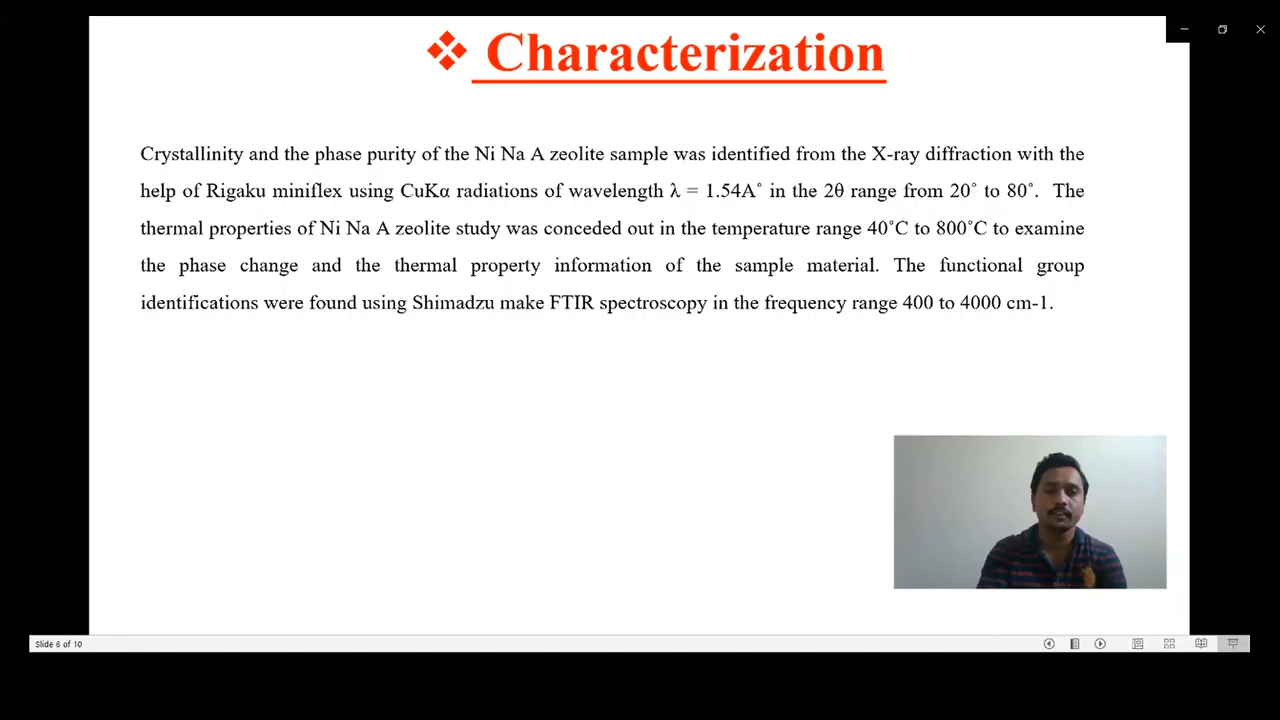 Characterization
Crystallinity and the phase purity of the Ni Na A zeolite sample was identified from the X-ray diffraction with the
help of Rigaku miniflex using CuKα radiations of wavelength λ = 1.54A˚ in the 2θ range from 20˚ to 80˚. The
thermal properties of Ni Na A zeolite study was conceded out in the temperature range 40˚C to 800˚C to examine
the phase change and the thermal property information of the sample material. The functional group
identifications were found using Shimadzu make FTIR spectroscopy in the frequency range 400 to 4000 cm-1.
Slide 6 of 10